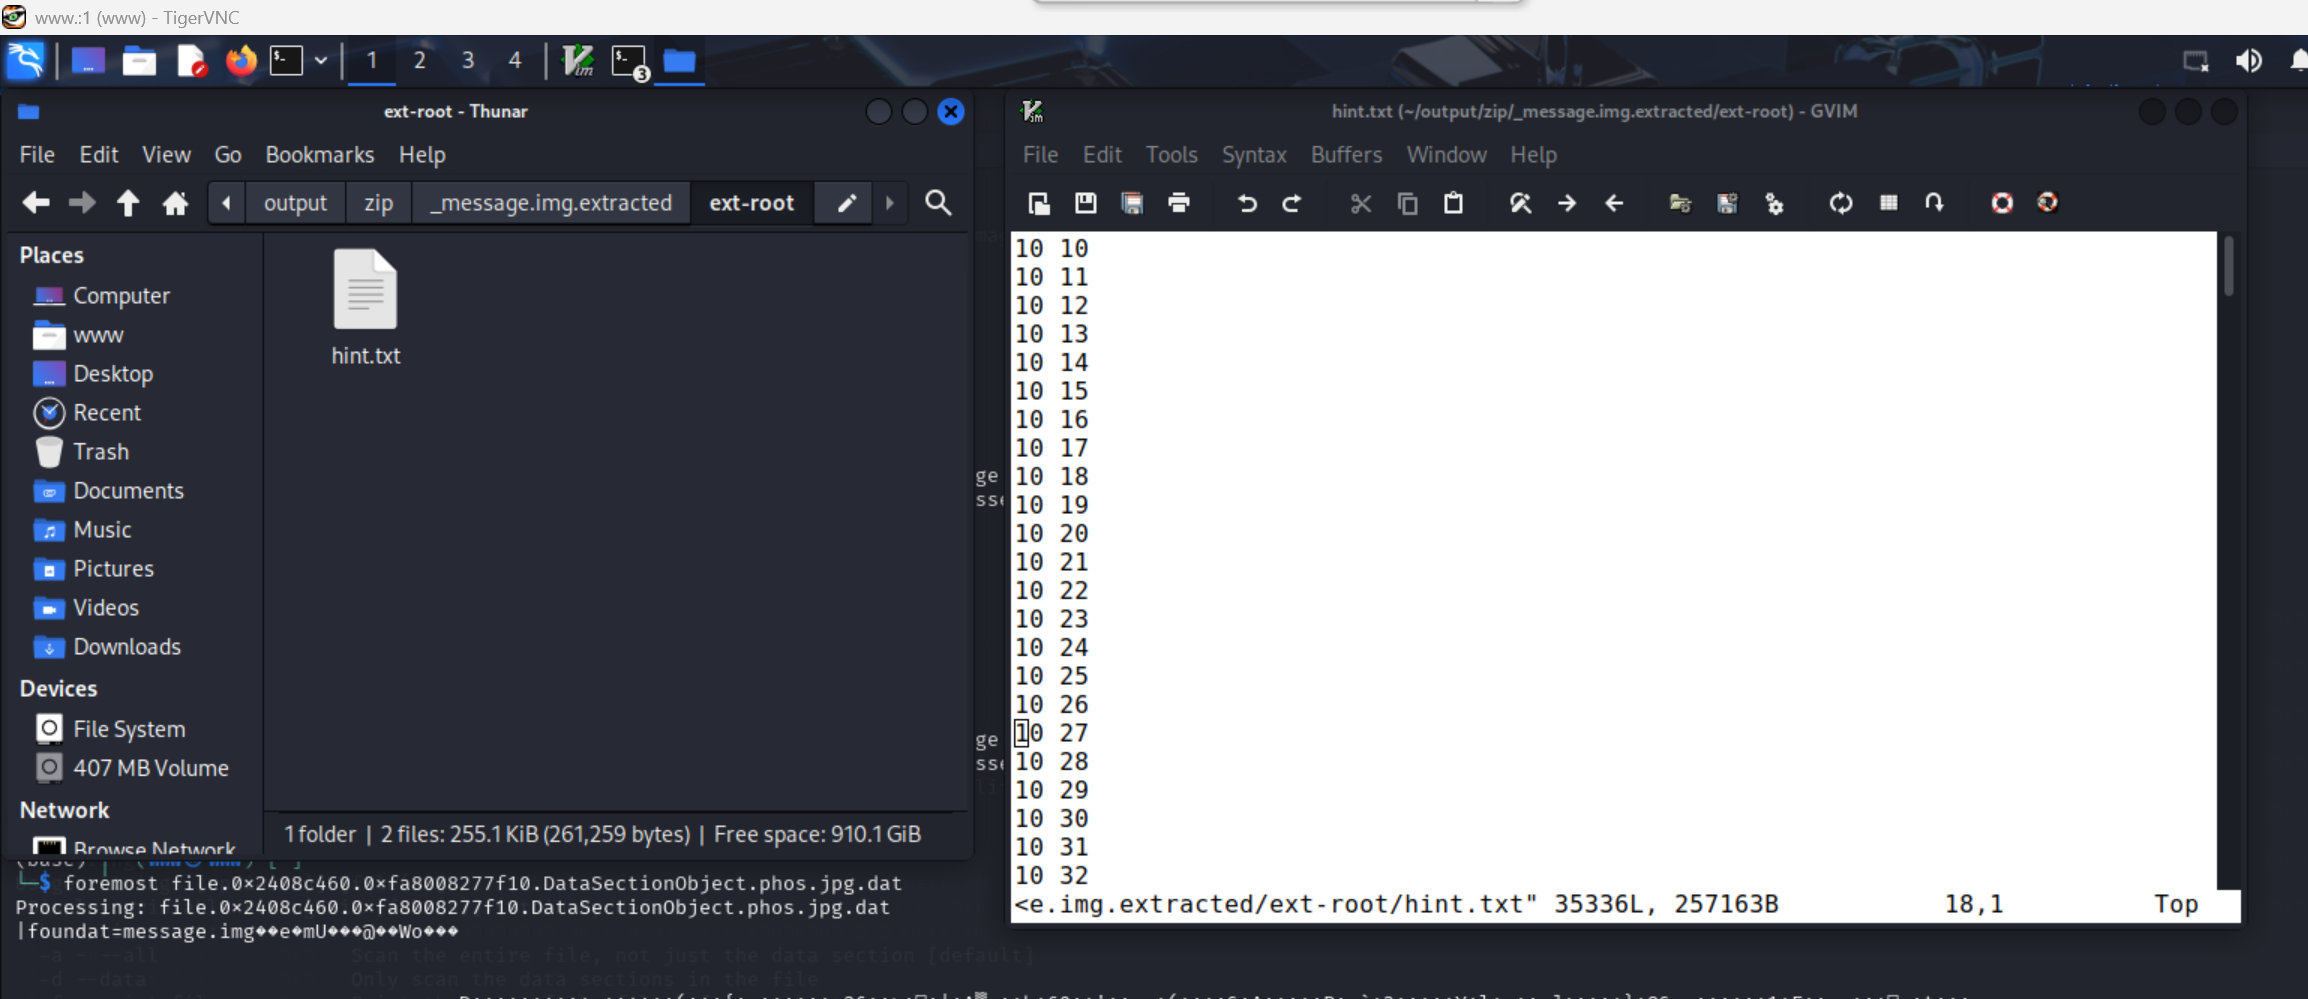 www.:1 (www) - TigerVNC
1 2 3 4
3
ext-root - Thunar
File Edit View Go Bookmarks Help
output zip _message.img.extracted ext-root
Places
Computer
www
Desktop
Recent
Trash
Documents
Music
Pictures
Videos
Downloads
Devices
File System
407 MB Volume
Network
Browse Network
hint.txt
1 folder | 2 files: 255.1 KiB (261,259 bytes) | Free space: 910.1 GiB
hint.txt (~/output/zip/_message.img.extracted/ext-root) - GVIM
File Edit Tools Syntax Buffers Window Help
10 10
10 11
10 12
10 13
10 14
10 15
10 16
10 17
10 18
10 19
10 20
10 21
10 22
10 23
10 24
10 25
10 26
10 27
10 28
10 29
10 30
10 31
10 32
<e.img.extracted/ext-root/hint.txt" 35336L, 257163B 18,1 Top
ge
ge
$ foremost file.0×2408c460.0×fa8008277f10.DataSectionObject.phos.jpg.dat
Processing: file.0×2408c460.0×fa8008277f10.DataSectionObject.phos.jpg.dat
|foundat=message.img��e�mU���@��Wo���
-a --all Scan the entire file, not just the data section [default]
-d --data Only scan the data sections in the file